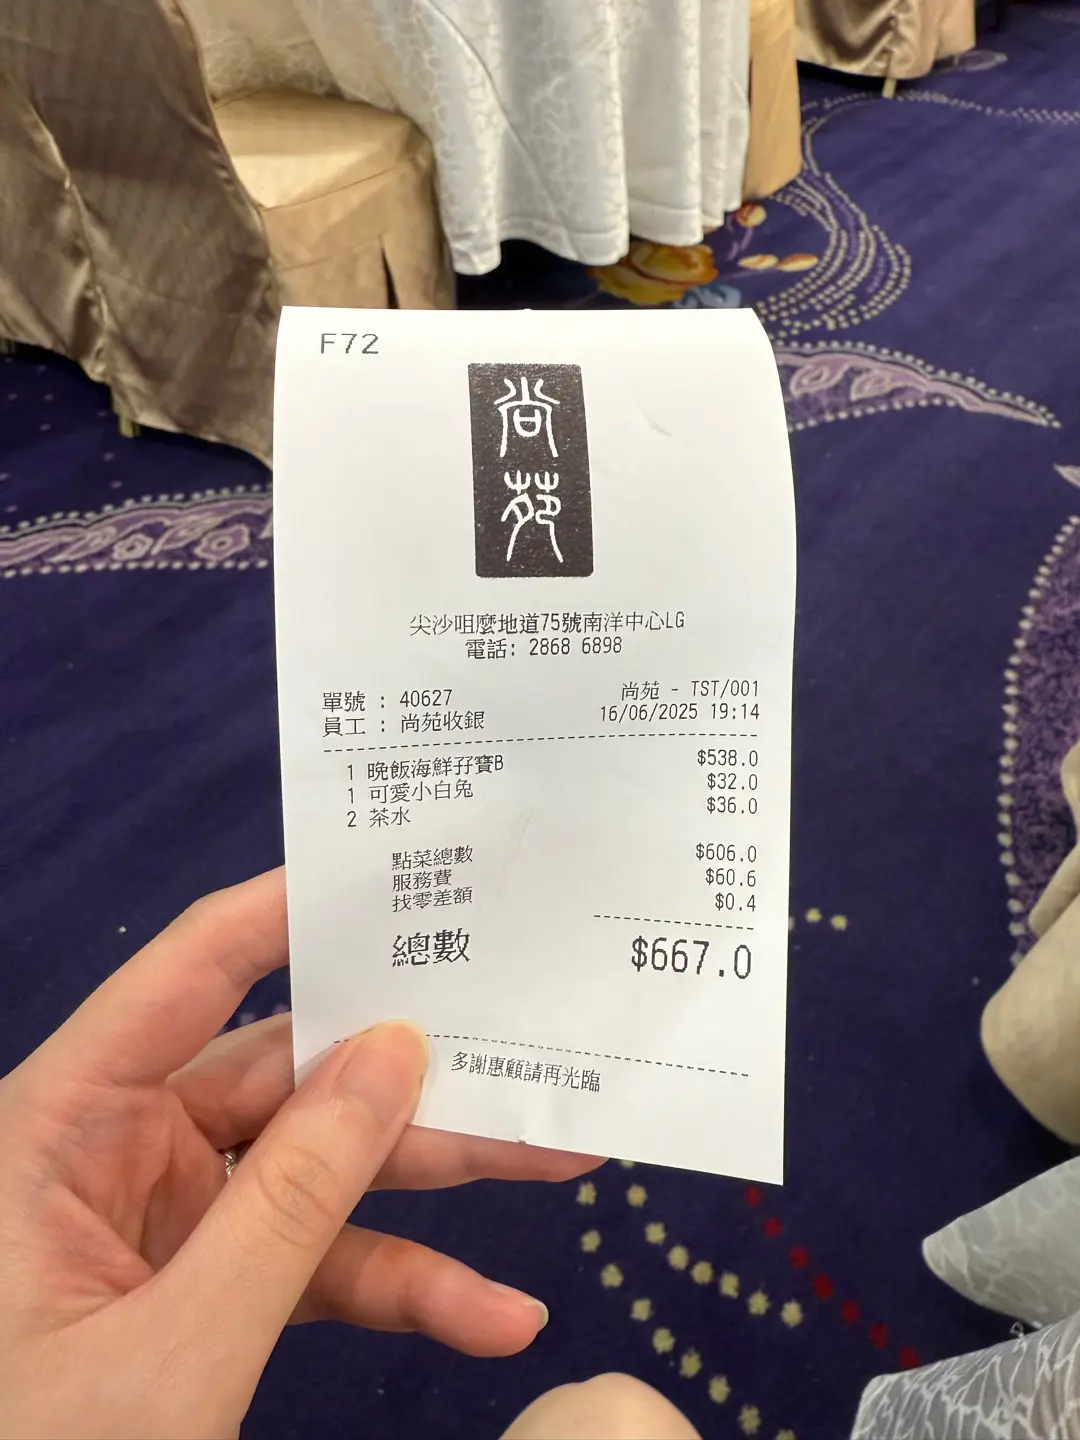 F72
尚苑
尖沙咀麼地道75號南洋中心LG
電話: 2868 6898
單號 : 40627 尚苑 - TST/001
員工 : 尚苑收銀 16/06/2025 19:14
1 晚飯海鮮孖寶B $538.0
1 可愛小白兔 $32.0
2 茶水 $36.0
點菜總數 $606.0
服務費 $60.6
找零差額 $0.4
總數 $667.0
多謝惠顧請再光臨